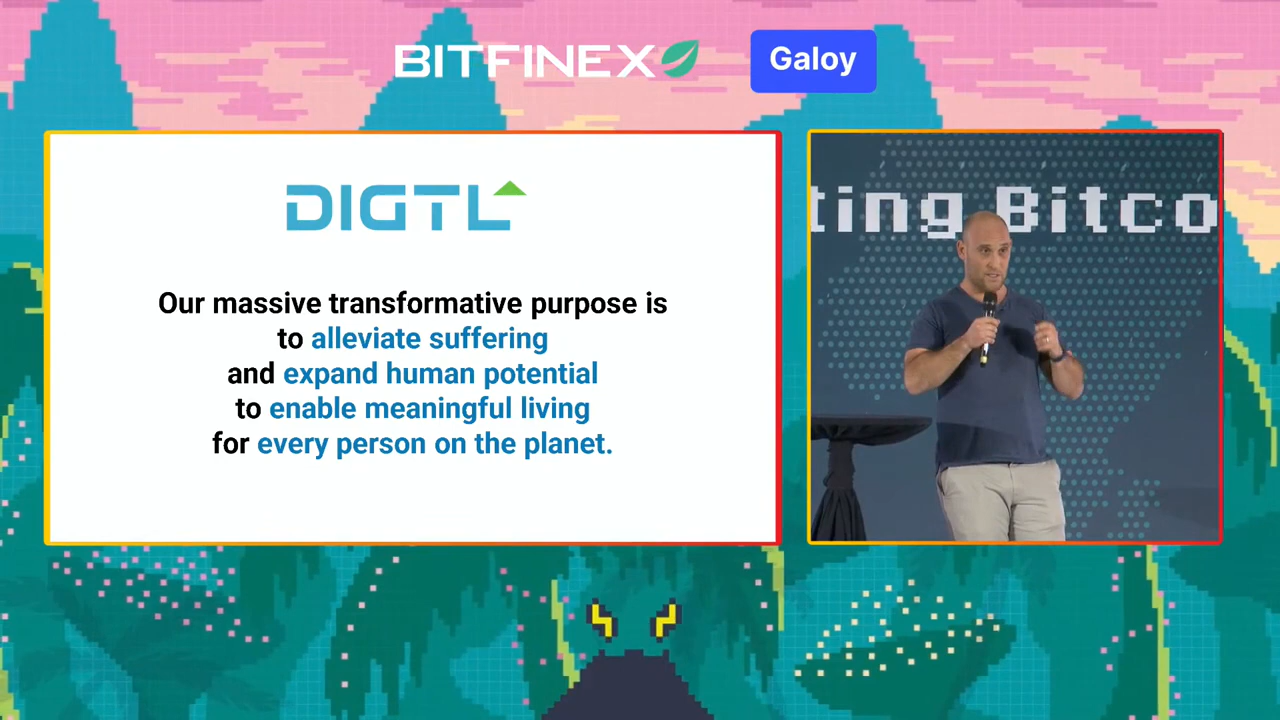 BITFINEX
Galoy
DIGTL
Our massive transformative purpose is
to alleviate suffering
and expand human potential
to enable meaningful living
for every person on the planet.
ting Bitco